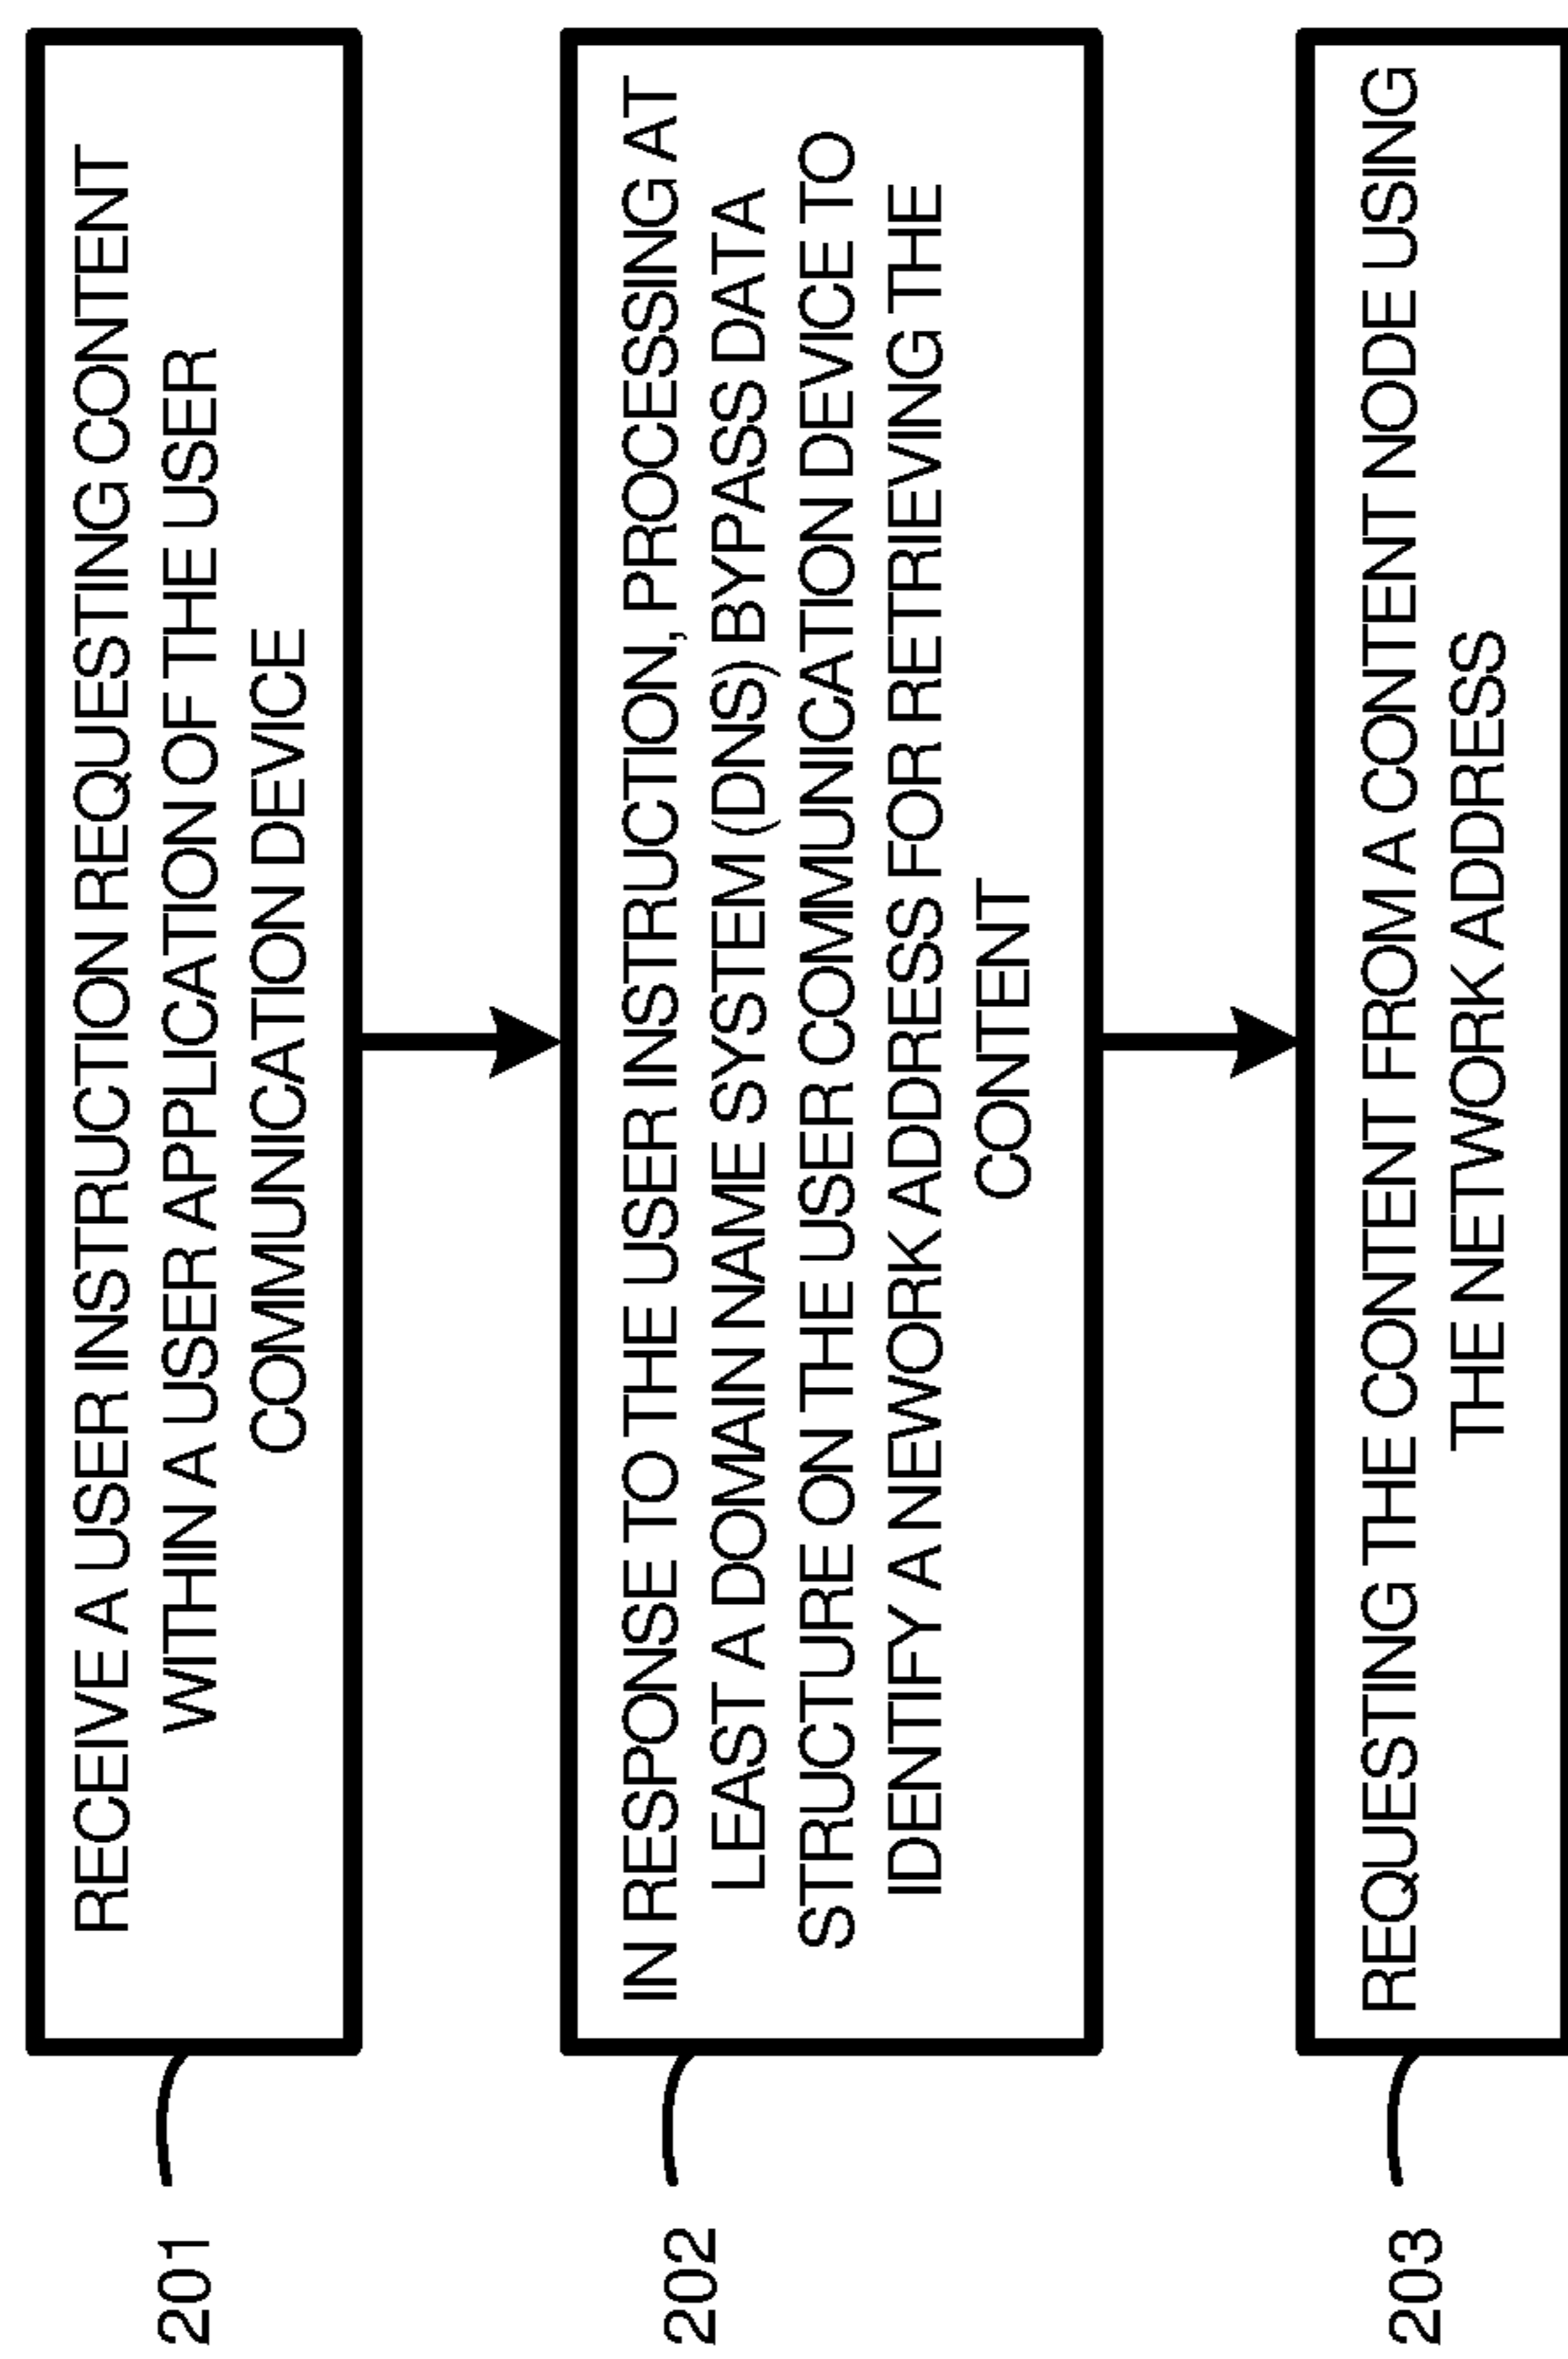 201
RECEIVE A USER INSTRUCTION REQUESTING CONTENT
WITHIN A USER APPLICATION OF THE USER
COMMUNICATION DEVICE
202
IN RESPONSE TO THE USER INSTRUCTION, PROCESSING AT
LEAST A DOMAIN NAME SYSTEM (DNS) BYPASS DATA
STRUCTURE ON THE USER COMMUNICATION DEVICE TO
IDENTIFY A NEWORK ADDRESS FOR RETRIEVING THE
CONTENT
203
REQUESTING THE CONTENT FROM A CONTENT NODE USING
THE NETWORK ADDRESS